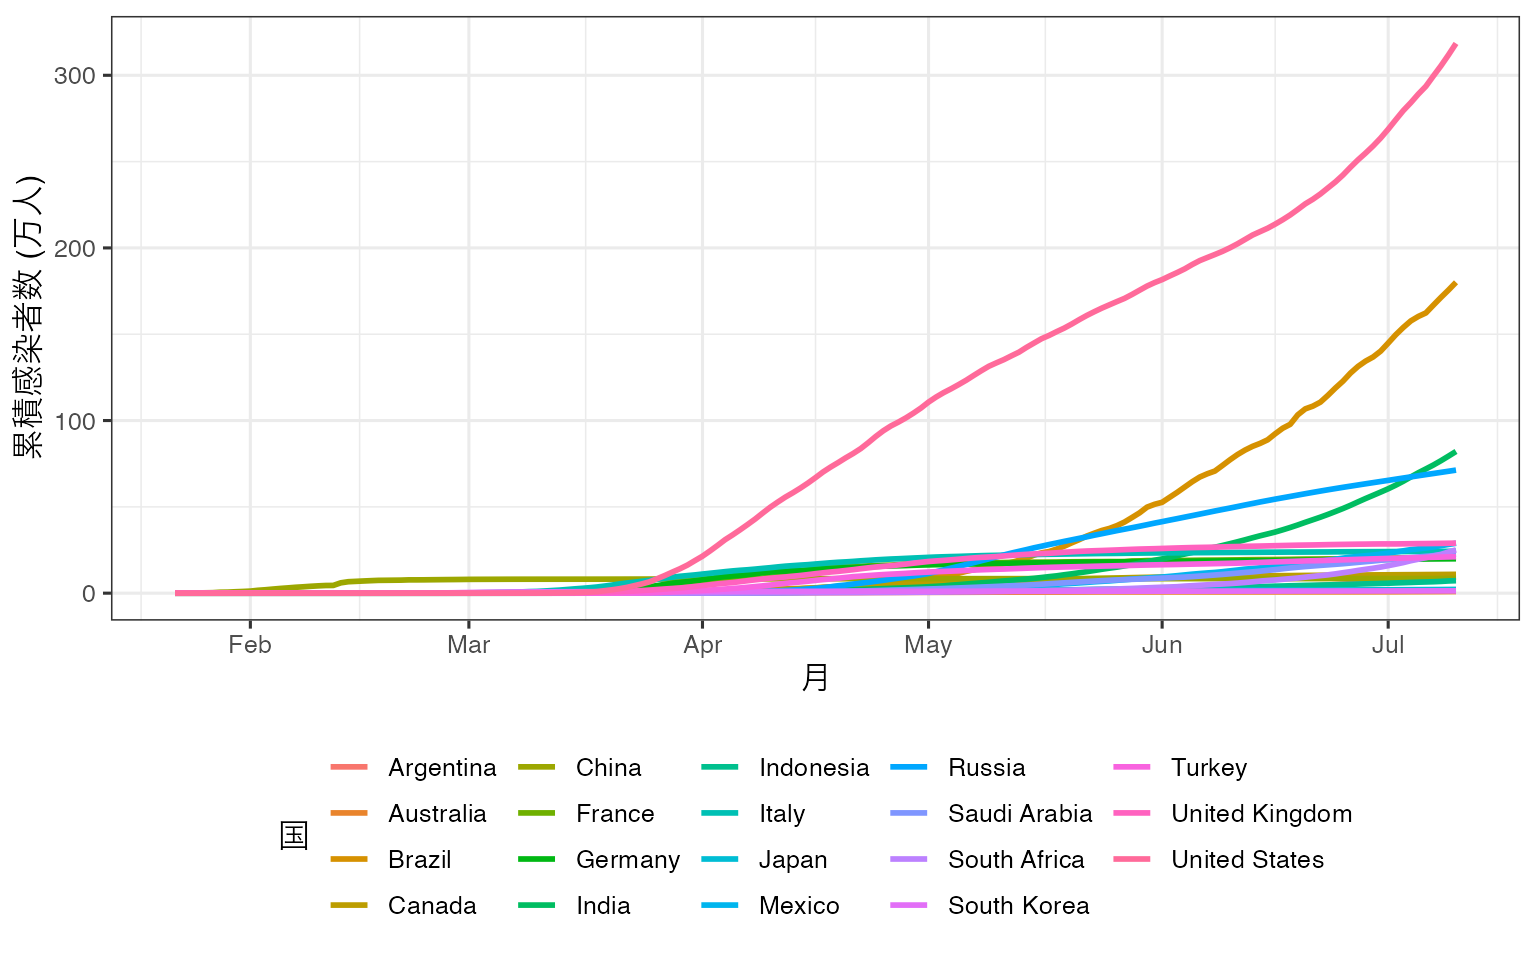 累積感染者数 (万人)
300
200
100
0
Feb Mar Apr May Jun Jul
月
国
Argentina China Indonesia Russia Turkey
Australia France Italy Saudi Arabia United Kingdom
Brazil Germany Japan South Africa United States
Canada India Mexico South Korea